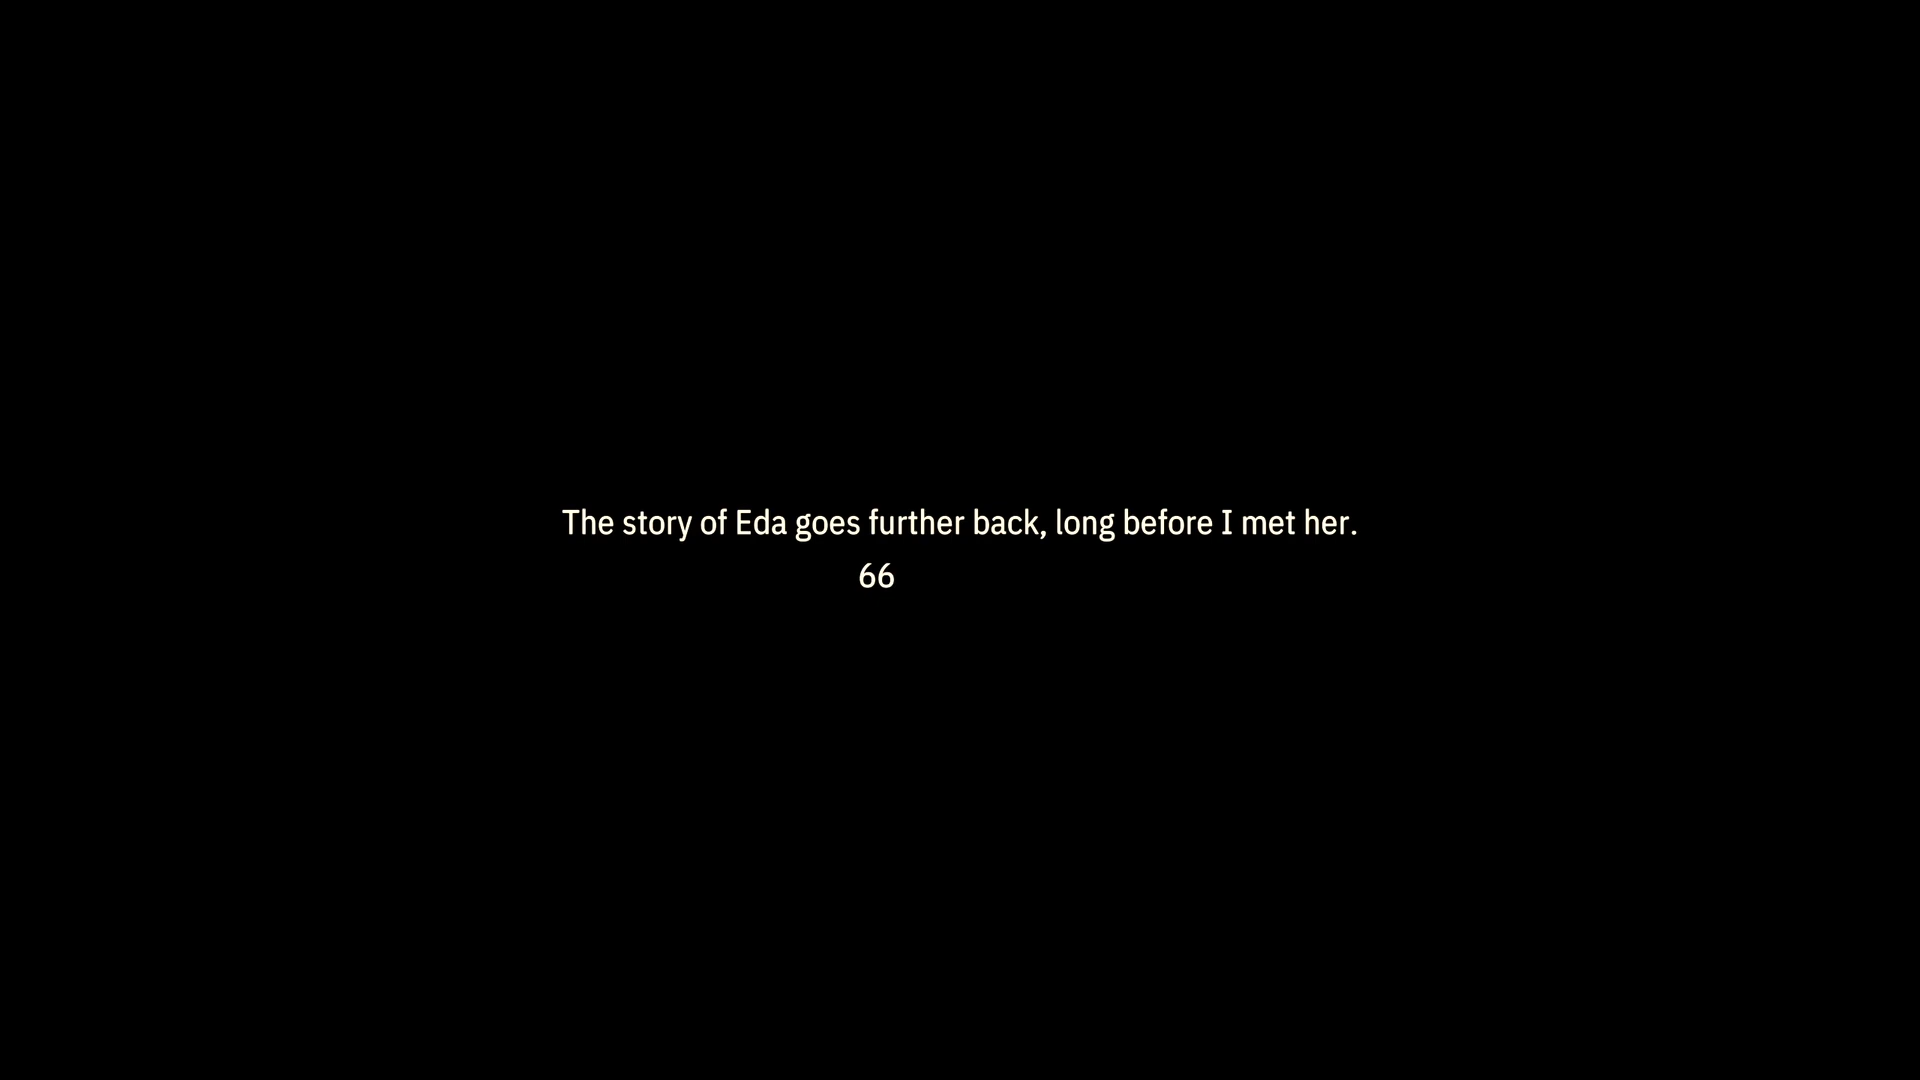 The story of Eda goes further back, long before I met her.
66